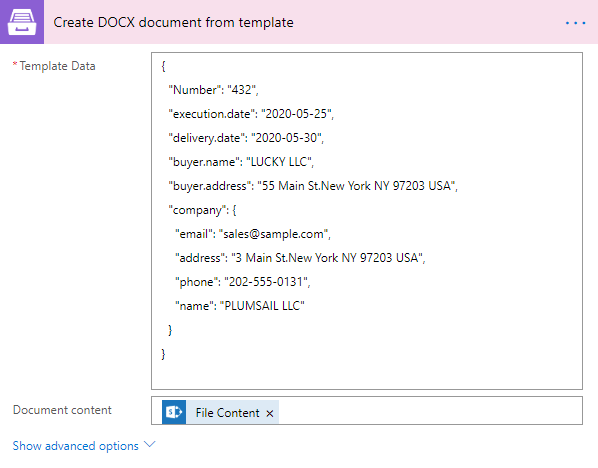 Create DOCX document from template
* Template Data
{
"Number": "432",
"execution.date": "2020-05-25",
"delivery.date": "2020-05-30",
"buyer.name": "LUCKY LLC",
"buyer.address": "55 Main St.New York NY 97203 USA",
"company": {
"email": "sales@sample.com",
"address": "3 Main St.New York NY 97203 USA",
"phone": "202-555-0131",
"name": "PLUMSAIL LLC"
}
}
Document content
File Content ×
Show advanced options